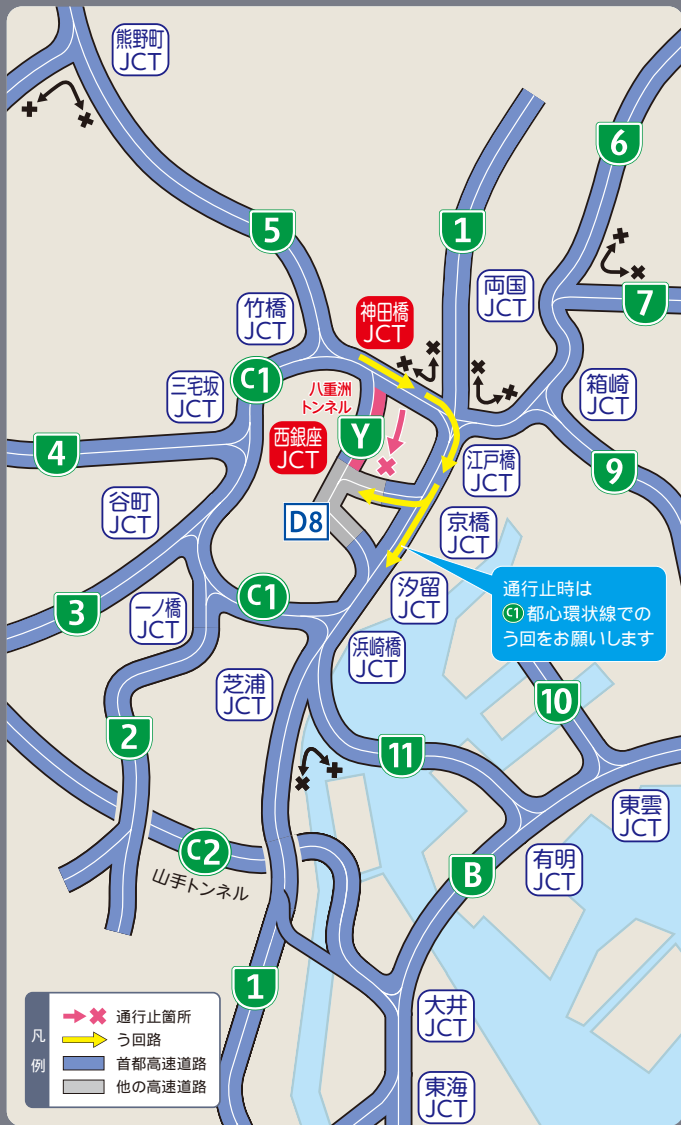 熊野町
JCT
6
5
1
両国
JCT
7
竹橋
JCT
神田橋
JCT
三宅坂
JCT
C1
八重洲
トンネル
箱崎
JCT
4
西銀座
JCT
Y
江戸橋
JCT
9
谷町
JCT
D8
京橋
JCT
3
一ノ橋
JCT
C1
汐留
JCT
通行止時は
C1都心環状線での
う回をお願いします
浜崎橋
JCT
芝浦
JCT
10
2
11
東雲
JCT
C2
山手トンネル
有明
JCT
B
1
大井
JCT
東海
JCT
凡例
通行止箇所
う回路
首都高速道路
他の高速道路